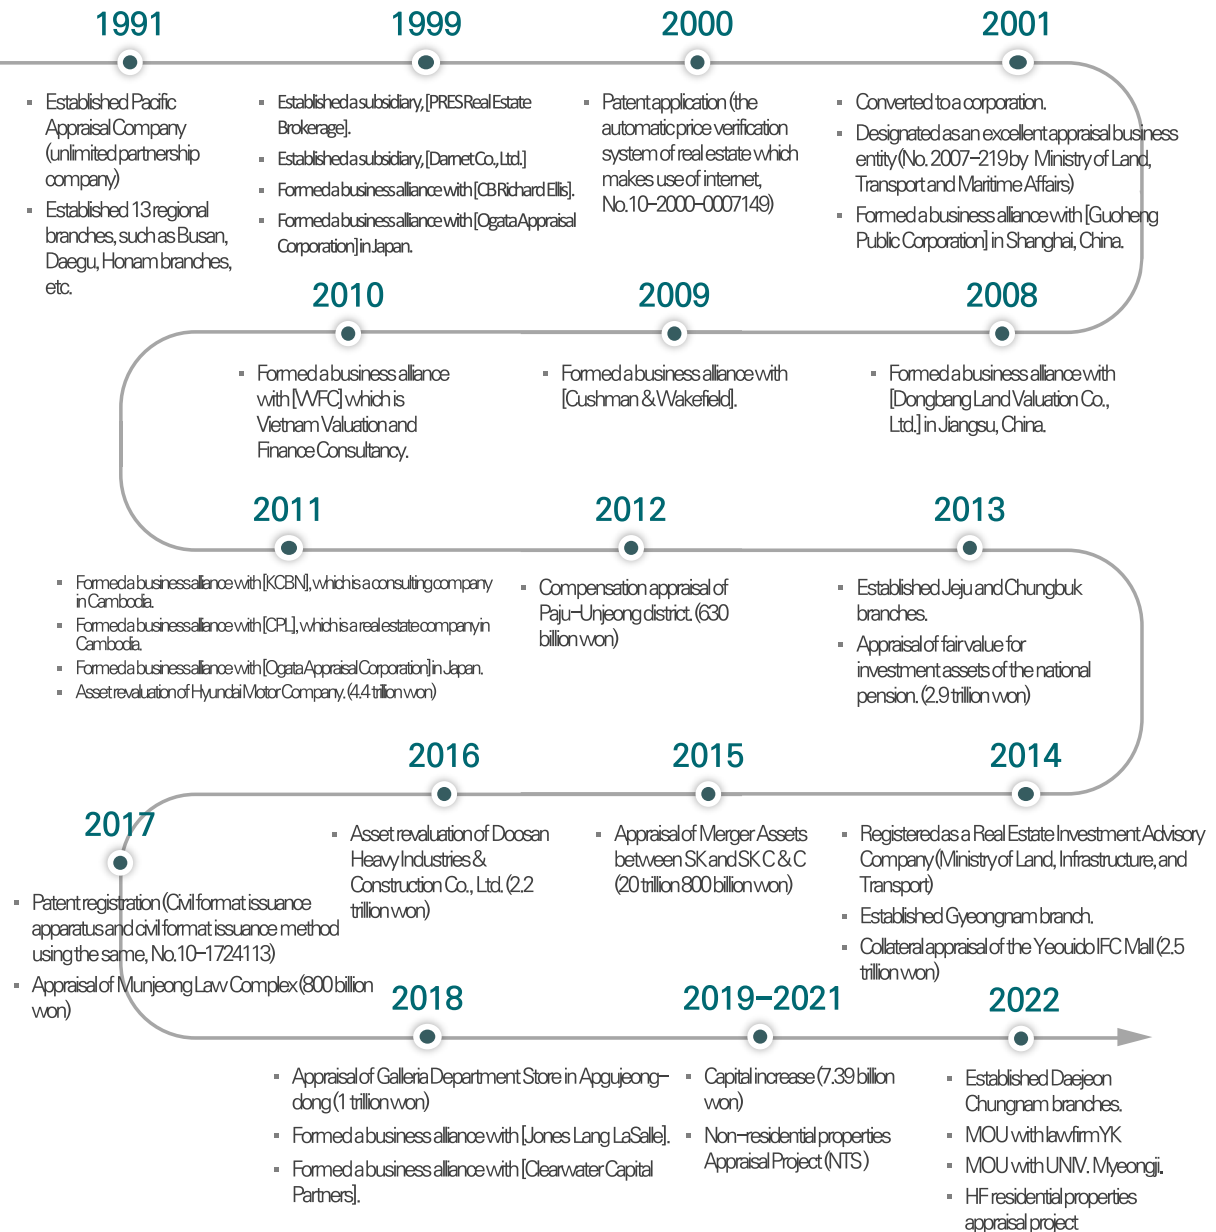 1991
Established Pacific
Appraisal Company
(unlimited partnership
company)
Established 13 regional
branches, such as Busan,
Daegu, Honam branches,
etc.
1999
Established a subsidiary, [PRES Real Estate
Brokerage].
Established a subsidiary, [Darnet Co., Ltd.]
Formed a business alliance with [CB Richard Ellis].
Formed a business alliance with [Ogata Appraisal
Corporation] in Japan.
2000
Patent application (the
automatic price verification
system of real estate which
makes use of internet,
No.10-2000-0007149)
2001
Converted to a corporation.
Designated as an excellent appraisal business
entity (No. 2007-219 by Ministry of Land,
Transport and Maritime Affairs)
Formed a business alliance with [Guoheng
Public Corporation] in Shanghai, China.
2008
Formed a business alliance with
[Dongbang Land Valuation Co.,
Ltd.] in Jiangsu, China.
2009
Formed a business alliance with
[Cushman & Wakefield].
2010
Formed a business alliance
with [VVFC] which is
Vietnam Valuation and
Finance Consultancy.
2011
Formed a business alliance with [KCBN], which is a consulting company
in Cambodia.
Formed a business alliance with [CPL], which is a real estate company in
Cambodia.
Formed a business alliance with [Ogata Appraisal Corporation] in Japan.
Asset revaluation of Hyundai Motor Company. (4.4 trillion won)
2012
Compensation appraisal of
Paju-Unjeong district. (630
billion won)
2013
Established Jeju and Chungbuk
branches.
Appraisal of fair value for
investment assets of the national
pension. (2.9 trillion won)
2014
Registered as a Real Estate Investment Advisory
Company (Ministry of Land, Infrastructure, and
Transport)
Established Gyeongnam branch.
Collateral appraisal of the Yeouido IFC Mall (2.5
trillion won)
2015
Appraisal of Merger Assets
between SK and SK C & C
(20 trillion 800 billion won)
2016
Asset revaluation of Doosan
Heavy Industries &
Construction Co., Ltd. (2.2
trillion won)
2017
Patent registration (Civil format issuance
apparatus and civil format issuance method
using the same, No.10-1724113)
Appraisal of Munjeong Law Complex (800 billion
won)
2018
Appraisal of Galleria Department Store in Apgujeong-
dong (1 trillion won)
Formed a business alliance with [Jones Lang LaSalle].
Formed a business alliance with [Clearwater Capital
Partners].
2019-2021
Capital increase (7.39 billion
won)
Non-residential properties
Appraisal Project (NTS)
2022
Established Daejeon
Chungnam branches.
MOU with lawfirm YK
MOU with UNIV. Myeongji.
HF residential properties
appraisal project